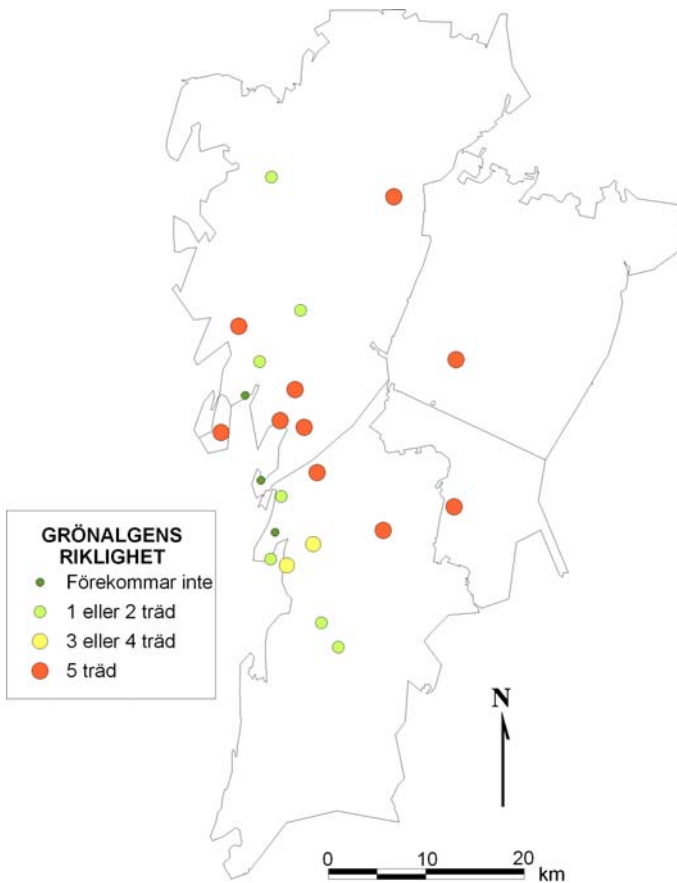 GRÖNALGENS
RIKLIGHET
Förekommar inte
1 eller 2 träd
3 eller 4 träd
5 träd
N
0 10 20
km